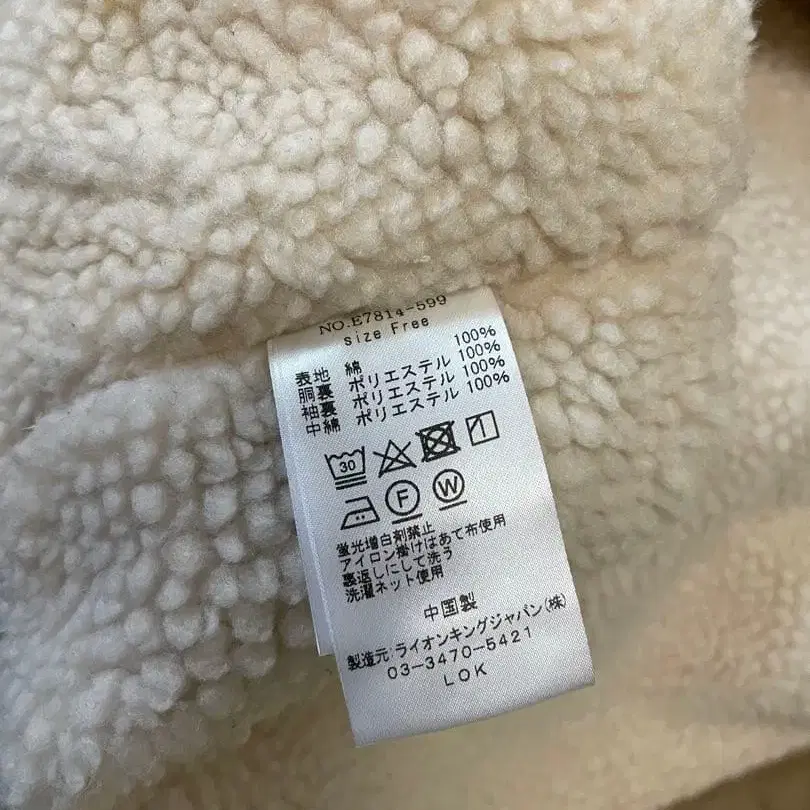 NO.E7814-599
size Free
表地 綿 100%
胴裏 ポリエステル 100%
袖裏 ポリエステル 100%
中綿 ポリエステル 100%
30
F W
蛍光増白剤禁止
アイロン掛けはあて布使用
裏返しにして洗う
洗濯ネット使用
中国製
製造元:ライオンキングジャパン(株)
03-3470-5421
LOK